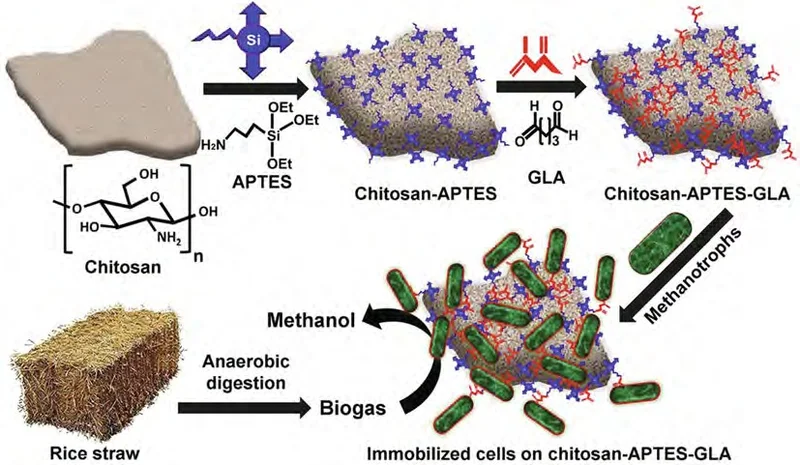 Si
H₂N
Si
OEt
OEt
OEt
APTES
H
O
O
H
3
GLA
Chitosan-APTES
Chitosan-APTES-GLA
OH
O
O
HO
NH₂
OH
n
Chitosan
Methanotrophs
Methanol
Anaerobic
digestion
Biogas
Rice straw
Immobilized cells on chitosan-APTES-GLA